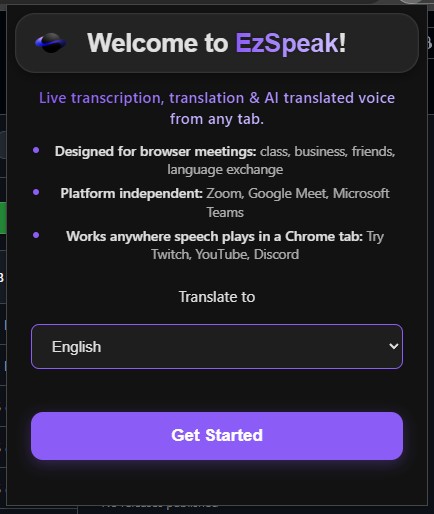 Welcome to EzSpeak!
Live transcription, translation & AI translated voice
from any tab.
Designed for browser meetings: class, business, friends,
language exchange
Platform independent: Zoom, Google Meet, Microsoft
Teams
Works anywhere speech plays in a Chrome tab: Try
Twitch, YouTube, Discord
Translate to
English
Get Started